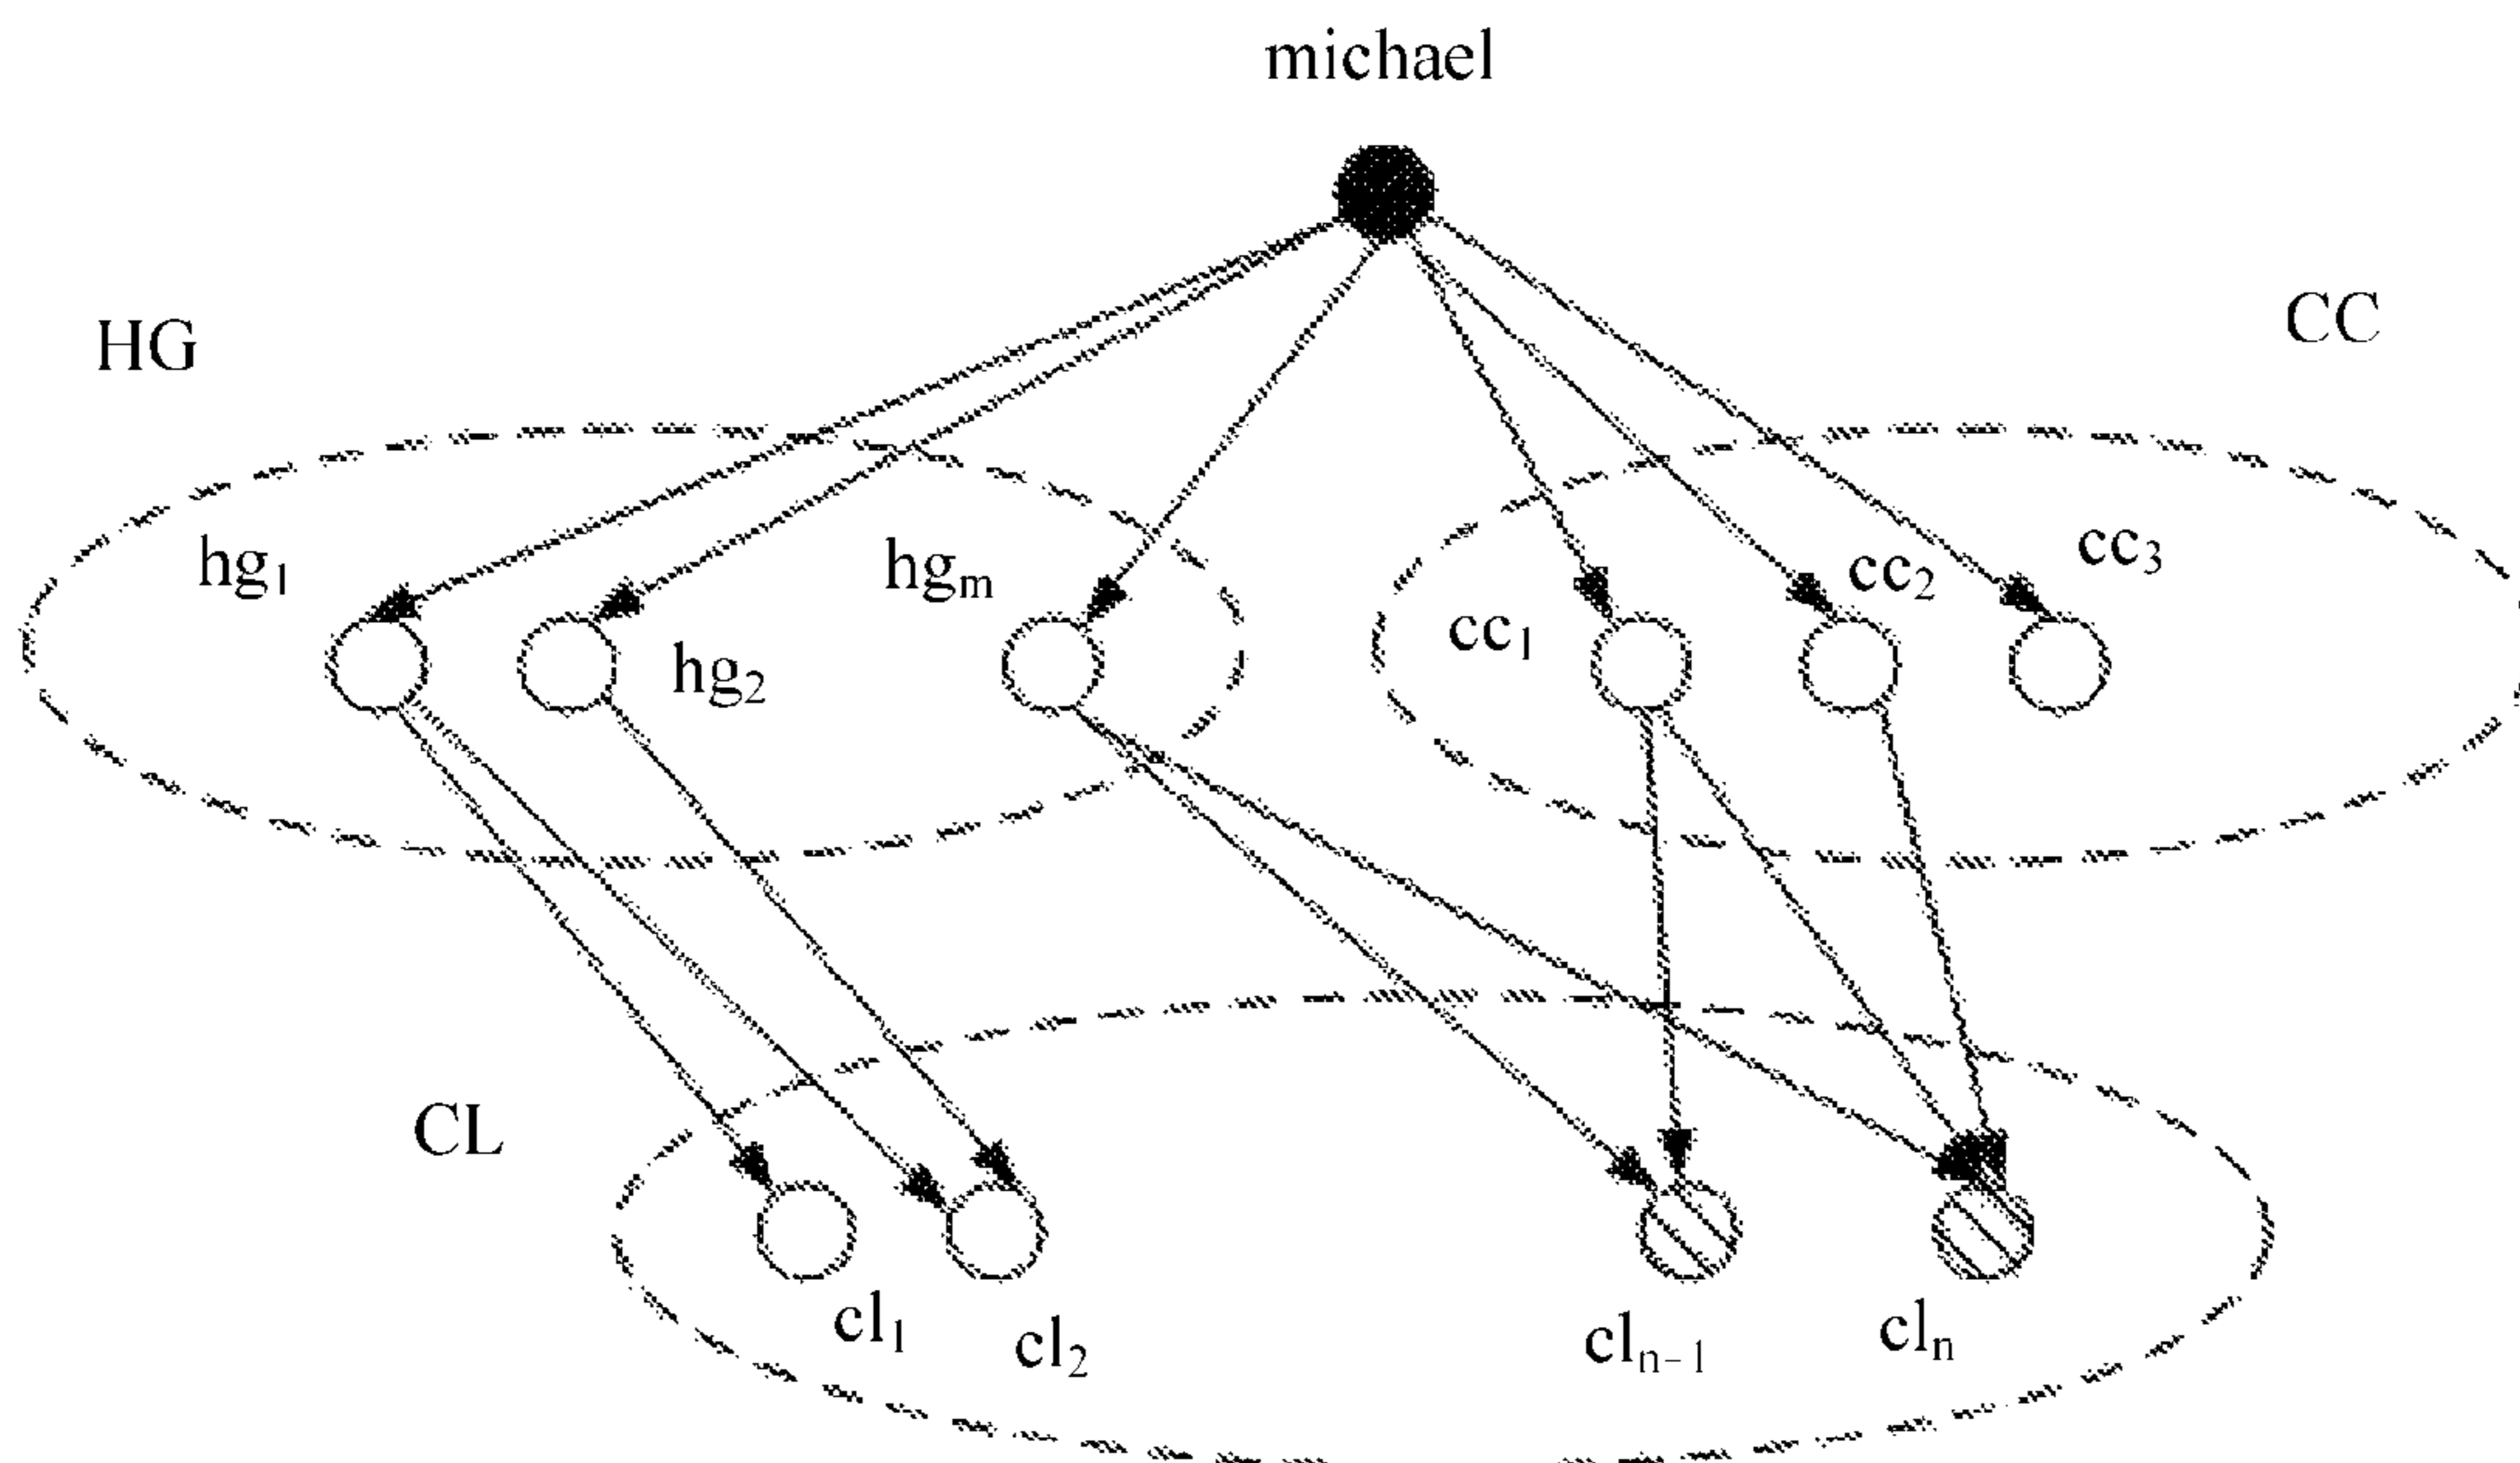 michael
HG
CC
hg₁
hg₂
hgₘ
cc₁
cc₂
cc₃
CL
cl₁
cl₂
clₙ₋₁
clₙ